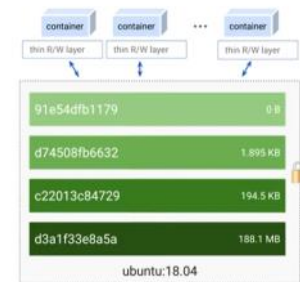 container container ... container
thin R/W layer thin R/W layer thin R/W layer
91e54dfb1179 0 B
d74508fb6632 1.895 KB
c22013c84729 194.5 KB
d3a1f33e8a5a 188.1 MB
ubuntu:18.04